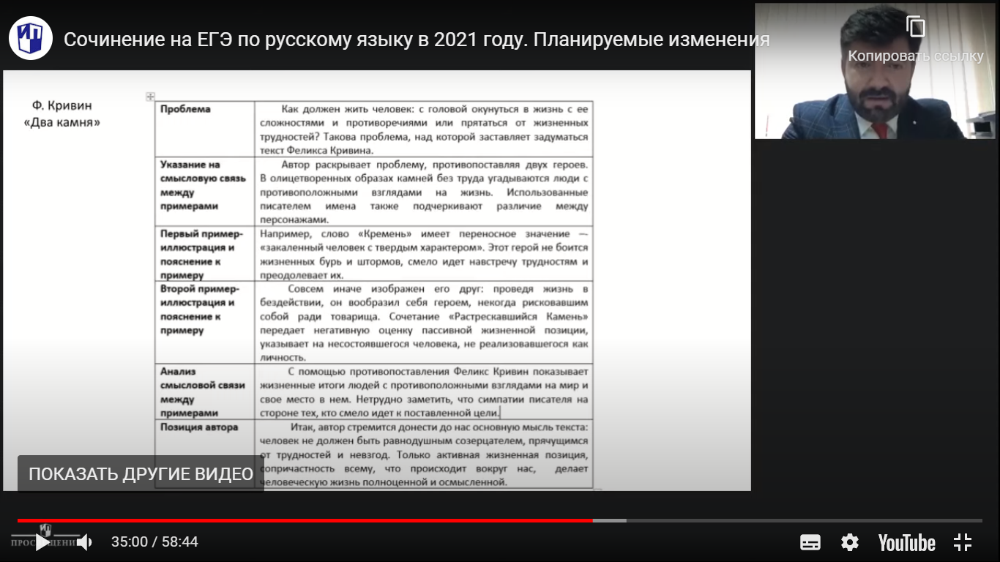 ИП
Сочинение на ЕГЭ по русскому языку в 2021 году. Планируемые изменения
Копировать ссылку
Ф. Кривин
«Два камня»
Проблема
Как должен жить человек: с головой окунуться в жизнь с ее
сложностями и противоречиями или прятаться от жизненных
трудностей? Такова проблема, над которой заставляет задуматься
текст Феликса Кривина.
Указание на
смысловую связь
между
примерами
Автор раскрывает проблему, противопоставляя двух героев.
В олицетворенных образах камней без труда угадываются люди с
противоположными взглядами на жизнь. Использованные
писателем имена также подчеркивают различие между
персонажами.
Первый пример-
иллюстрация и
пояснение к
примеру
Например, слово «Кремень» имеет переносное значение —
«закаленный человек с твердым характером». Этот герой не боится
жизненных бурь и штормов, смело идет навстречу трудностям и
преодолевает их.
Второй пример-
иллюстрация и
пояснение к
примеру
Совсем иначе изображен его друг: проведя жизнь в
бездействии, он вообразил себя героем, некогда рисковавшим
собой ради товарища. Сочетание «Растрескавшийся Камень»
передает негативную оценку пассивной жизненной позиции,
указывает на несостоявшегося человека, не реализовавшегося как
личность.
Анализ
смысловой связи
между
примерами
С помощью противопоставления Феликс Кривин показывает
жизненные итоги людей с противоположными взглядами на мир и
свое место в нем. Нетрудно заметить, что симпатии писателя на
стороне тех, кто смело идет к поставленной цели.
Позиция автора
Итак, автор стремится донести до нас основную мысль текста:
человек не должен быть равнодушным созерцателем, прячущимся
от трудностей и невзгод. Только активная жизненная позиция,
сопричастность всему, что происходит вокруг нас, делает
человеческую жизнь полноценной и осмысленной.
ПОКАЗАТЬ ДРУГИЕ ВИДЕО
ИП
35:00 / 58:44
YouTube